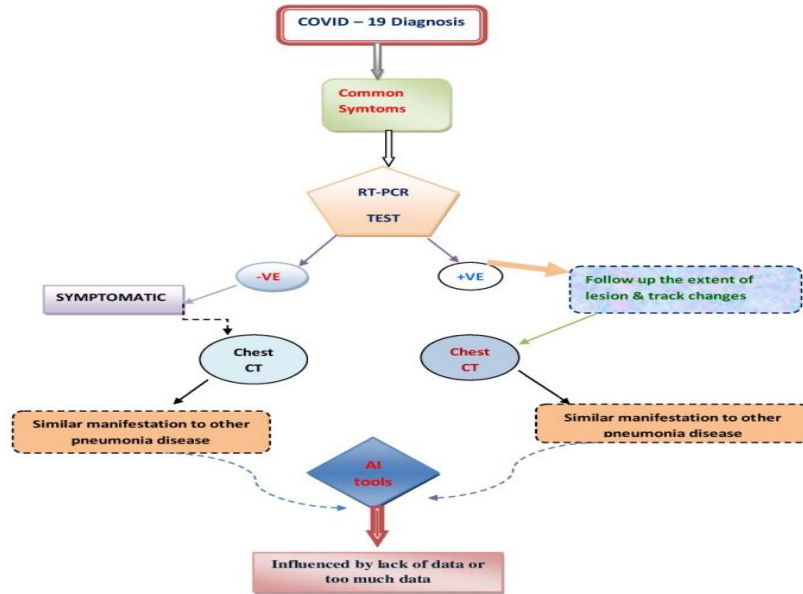 COVID – 19 Diagnosis
Common
Symtoms
RT-PCR
TEST
-VE
+VE
SYMPTOMATIC
Follow up the extent of
lesion & track changes
Chest
CT
Chest
CT
Similar manifestation to other
pneumonia disease
Similar manifestation to other
pneumonia disease
AI
tools
Influenced by lack of data or
too much data